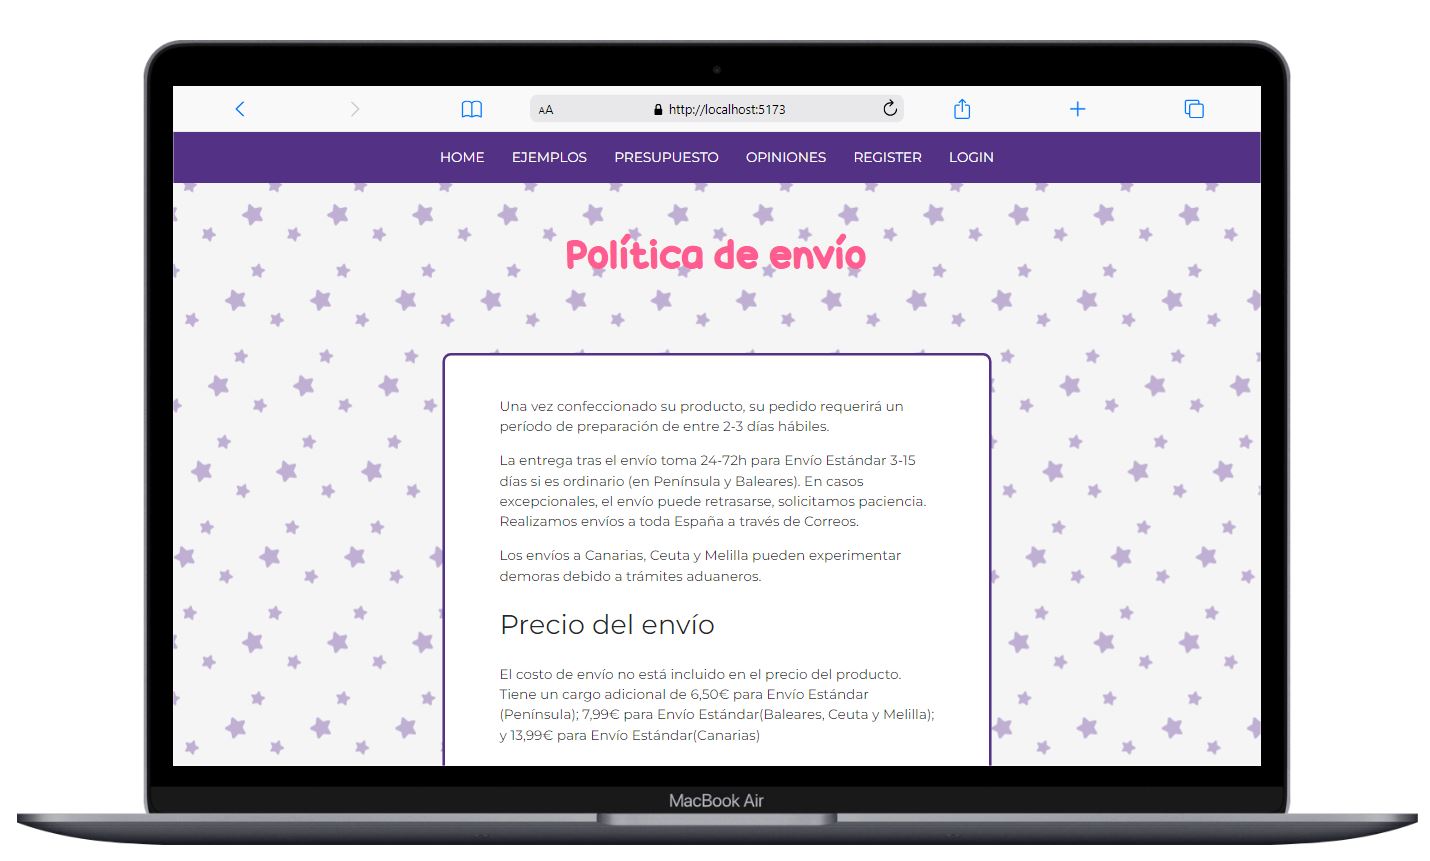 AA http://localhost:5173
HOME EJEMPLOS PRESUPUESTO OPINIONES REGISTER LOGIN
Política de envío
Una vez confeccionado su producto, su pedido requerirá un
período de preparación de entre 2-3 días hábiles.
La entrega tras el envío toma 24-72h para Envío Estándar 3-15
días si es ordinario (en Península y Baleares). En casos
excepcionales, el envío puede retrasarse, solicitamos paciencia.
Realizamos envíos a toda España a través de Correos.
Los envíos a Canarias, Ceuta y Melilla pueden experimentar
demoras debido a trámites aduaneros.
Precio del envío
El costo de envío no está incluido en el precio del producto.
Tiene un cargo adicional de 6,50€ para Envío Estándar
(Península); 7,99€ para Envío Estándar(Baleares, Ceuta y Melilla);
y 13,99€ para Envío Estándar(Canarias)
MacBook Air